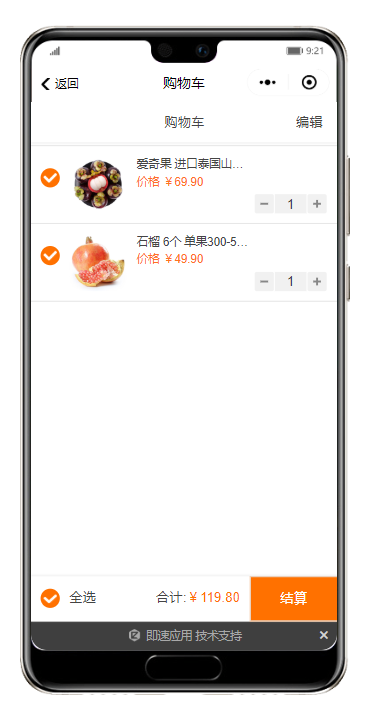 9:21
返回
购物车
购物车
编辑
爱奇果 进口泰国山...
价格 ¥69.90
1
石榴 6个 单果300-5...
价格 ¥49.90
1
全选
合计: ¥ 119.80
结算
即速应用 技术支持